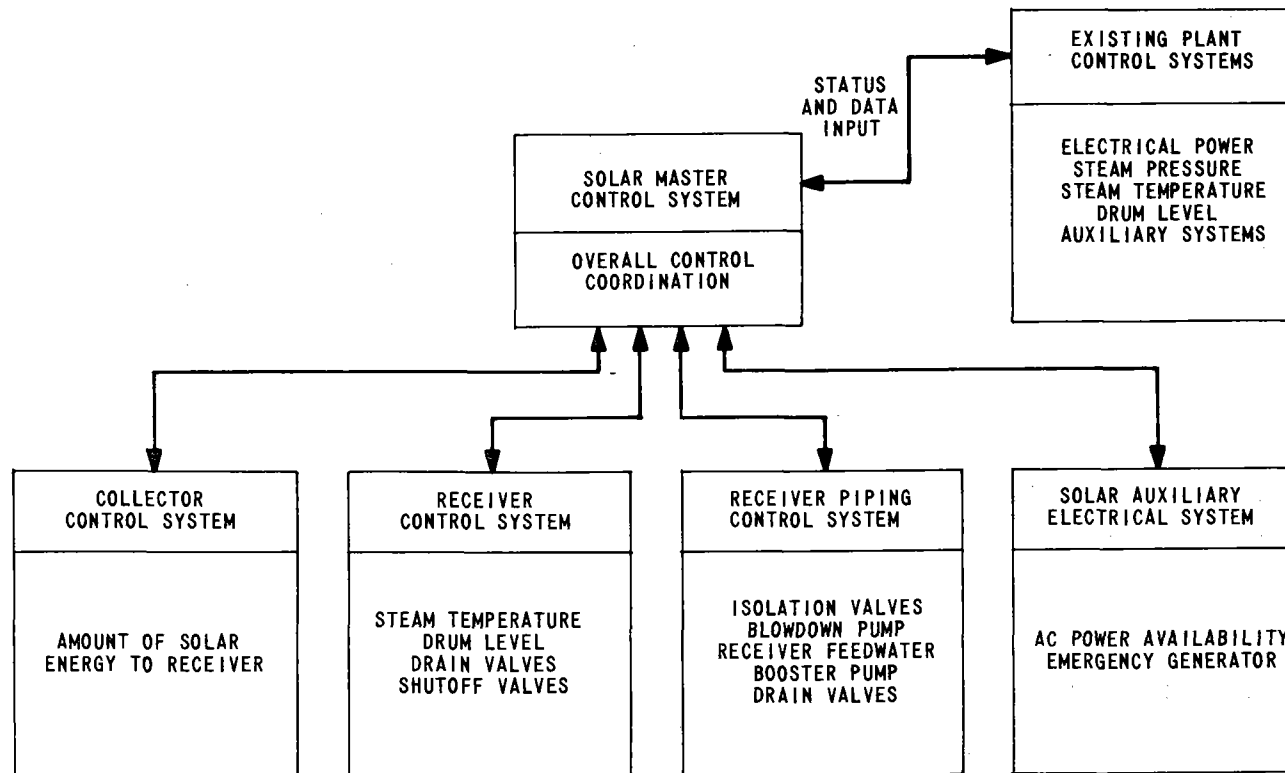 EXISTING PLANT
CONTROL SYSTEMS
STATUS
AND DATA
INPUT
ELECTRICAL POWER
STEAM PRESSURE
STEAM TEMPERATURE
DRUM LEVEL
AUXILIARY SYSTEMS
SOLAR MASTER
CONTROL SYSTEM
OVERALL CONTROL
COORDINATION
COLLECTOR
CONTROL SYSTEM
AMOUNT OF SOLAR
ENERGY TO RECEIVER
RECEIVER
CONTROL SYSTEM
STEAM TEMPERATURE
DRUM LEVEL
DRAIN VALVES
SHUTOFF VALVES
RECEIVER PIPING
CONTROL SYSTEM
ISOLATION VALVES
BLOWDOWN PUMP
RECEIVER FEEDWATER
BOOSTER PUMP
DRAIN VALVES
SOLAR AUXILIARY
ELECTRICAL SYSTEM
AC POWER AVAILABILITY
EMERGENCY GENERATOR